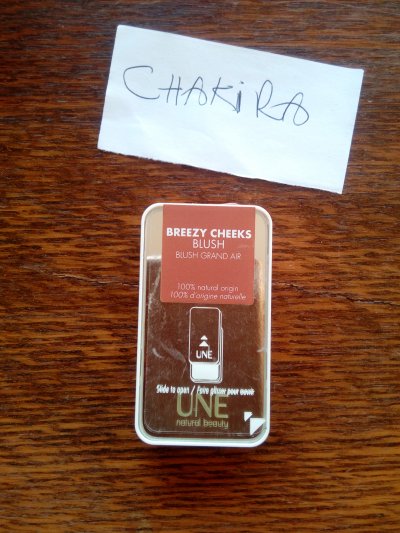 CHAKiRA
BREEZY CHEEKS
BLUSH
BLUSH GRAND AIR
100% natural origin
100% d'origine naturelle
UNE
Slide to open / Faire glisser pour ouvrir
UNE
natural beauty